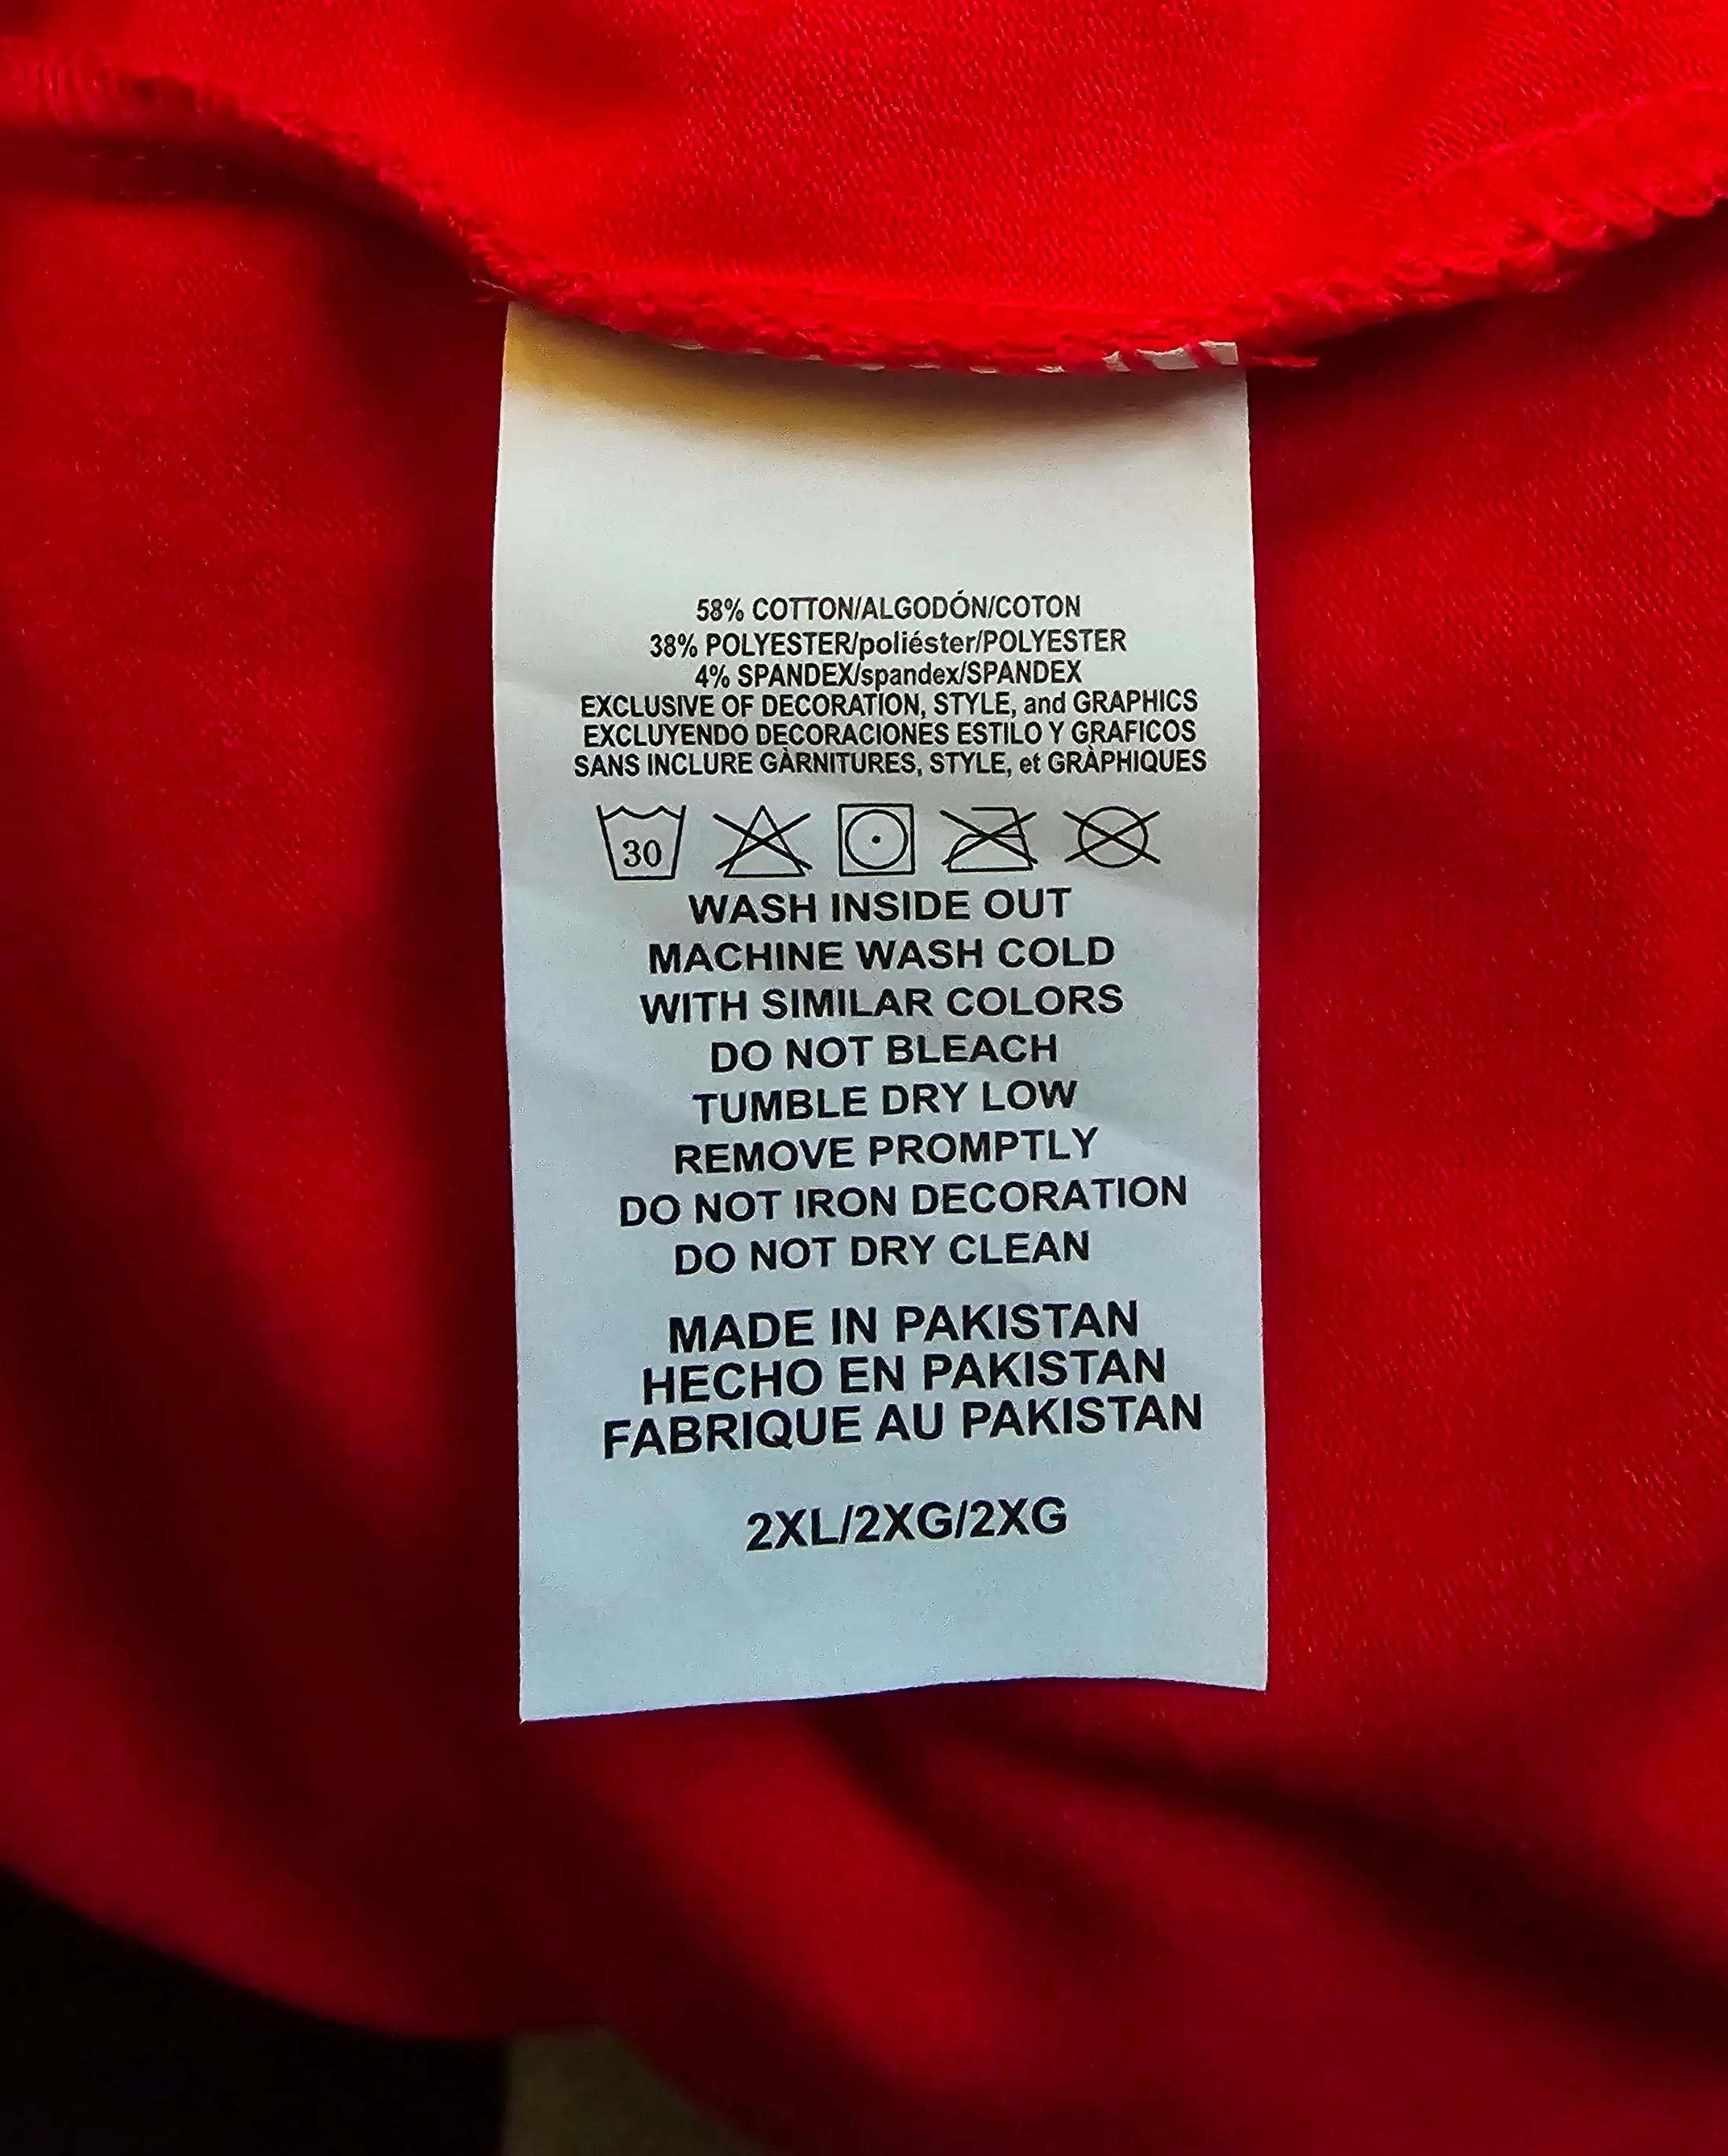 58% COTTON/ALGODÓN/COTON
38% POLYESTER/poliéster/POLYESTER
4% SPANDEX/spandex/SPANDEX
EXCLUSIVE OF DECORATION, STYLE, and GRAPHICS
EXCLUYENDO DECORACIONES ESTILO Y GRAFICOS
SANS INCLURE GÀRNITURES, STYLE, et GRÀPHIQUES
30
WASH INSIDE OUT
MACHINE WASH COLD
WITH SIMILAR COLORS
DO NOT BLEACH
TUMBLE DRY LOW
REMOVE PROMPTLY
DO NOT IRON DECORATION
DO NOT DRY CLEAN
MADE IN PAKISTAN
HECHO EN PAKISTAN
FABRIQUE AU PAKISTAN
2XL/2XG/2XG